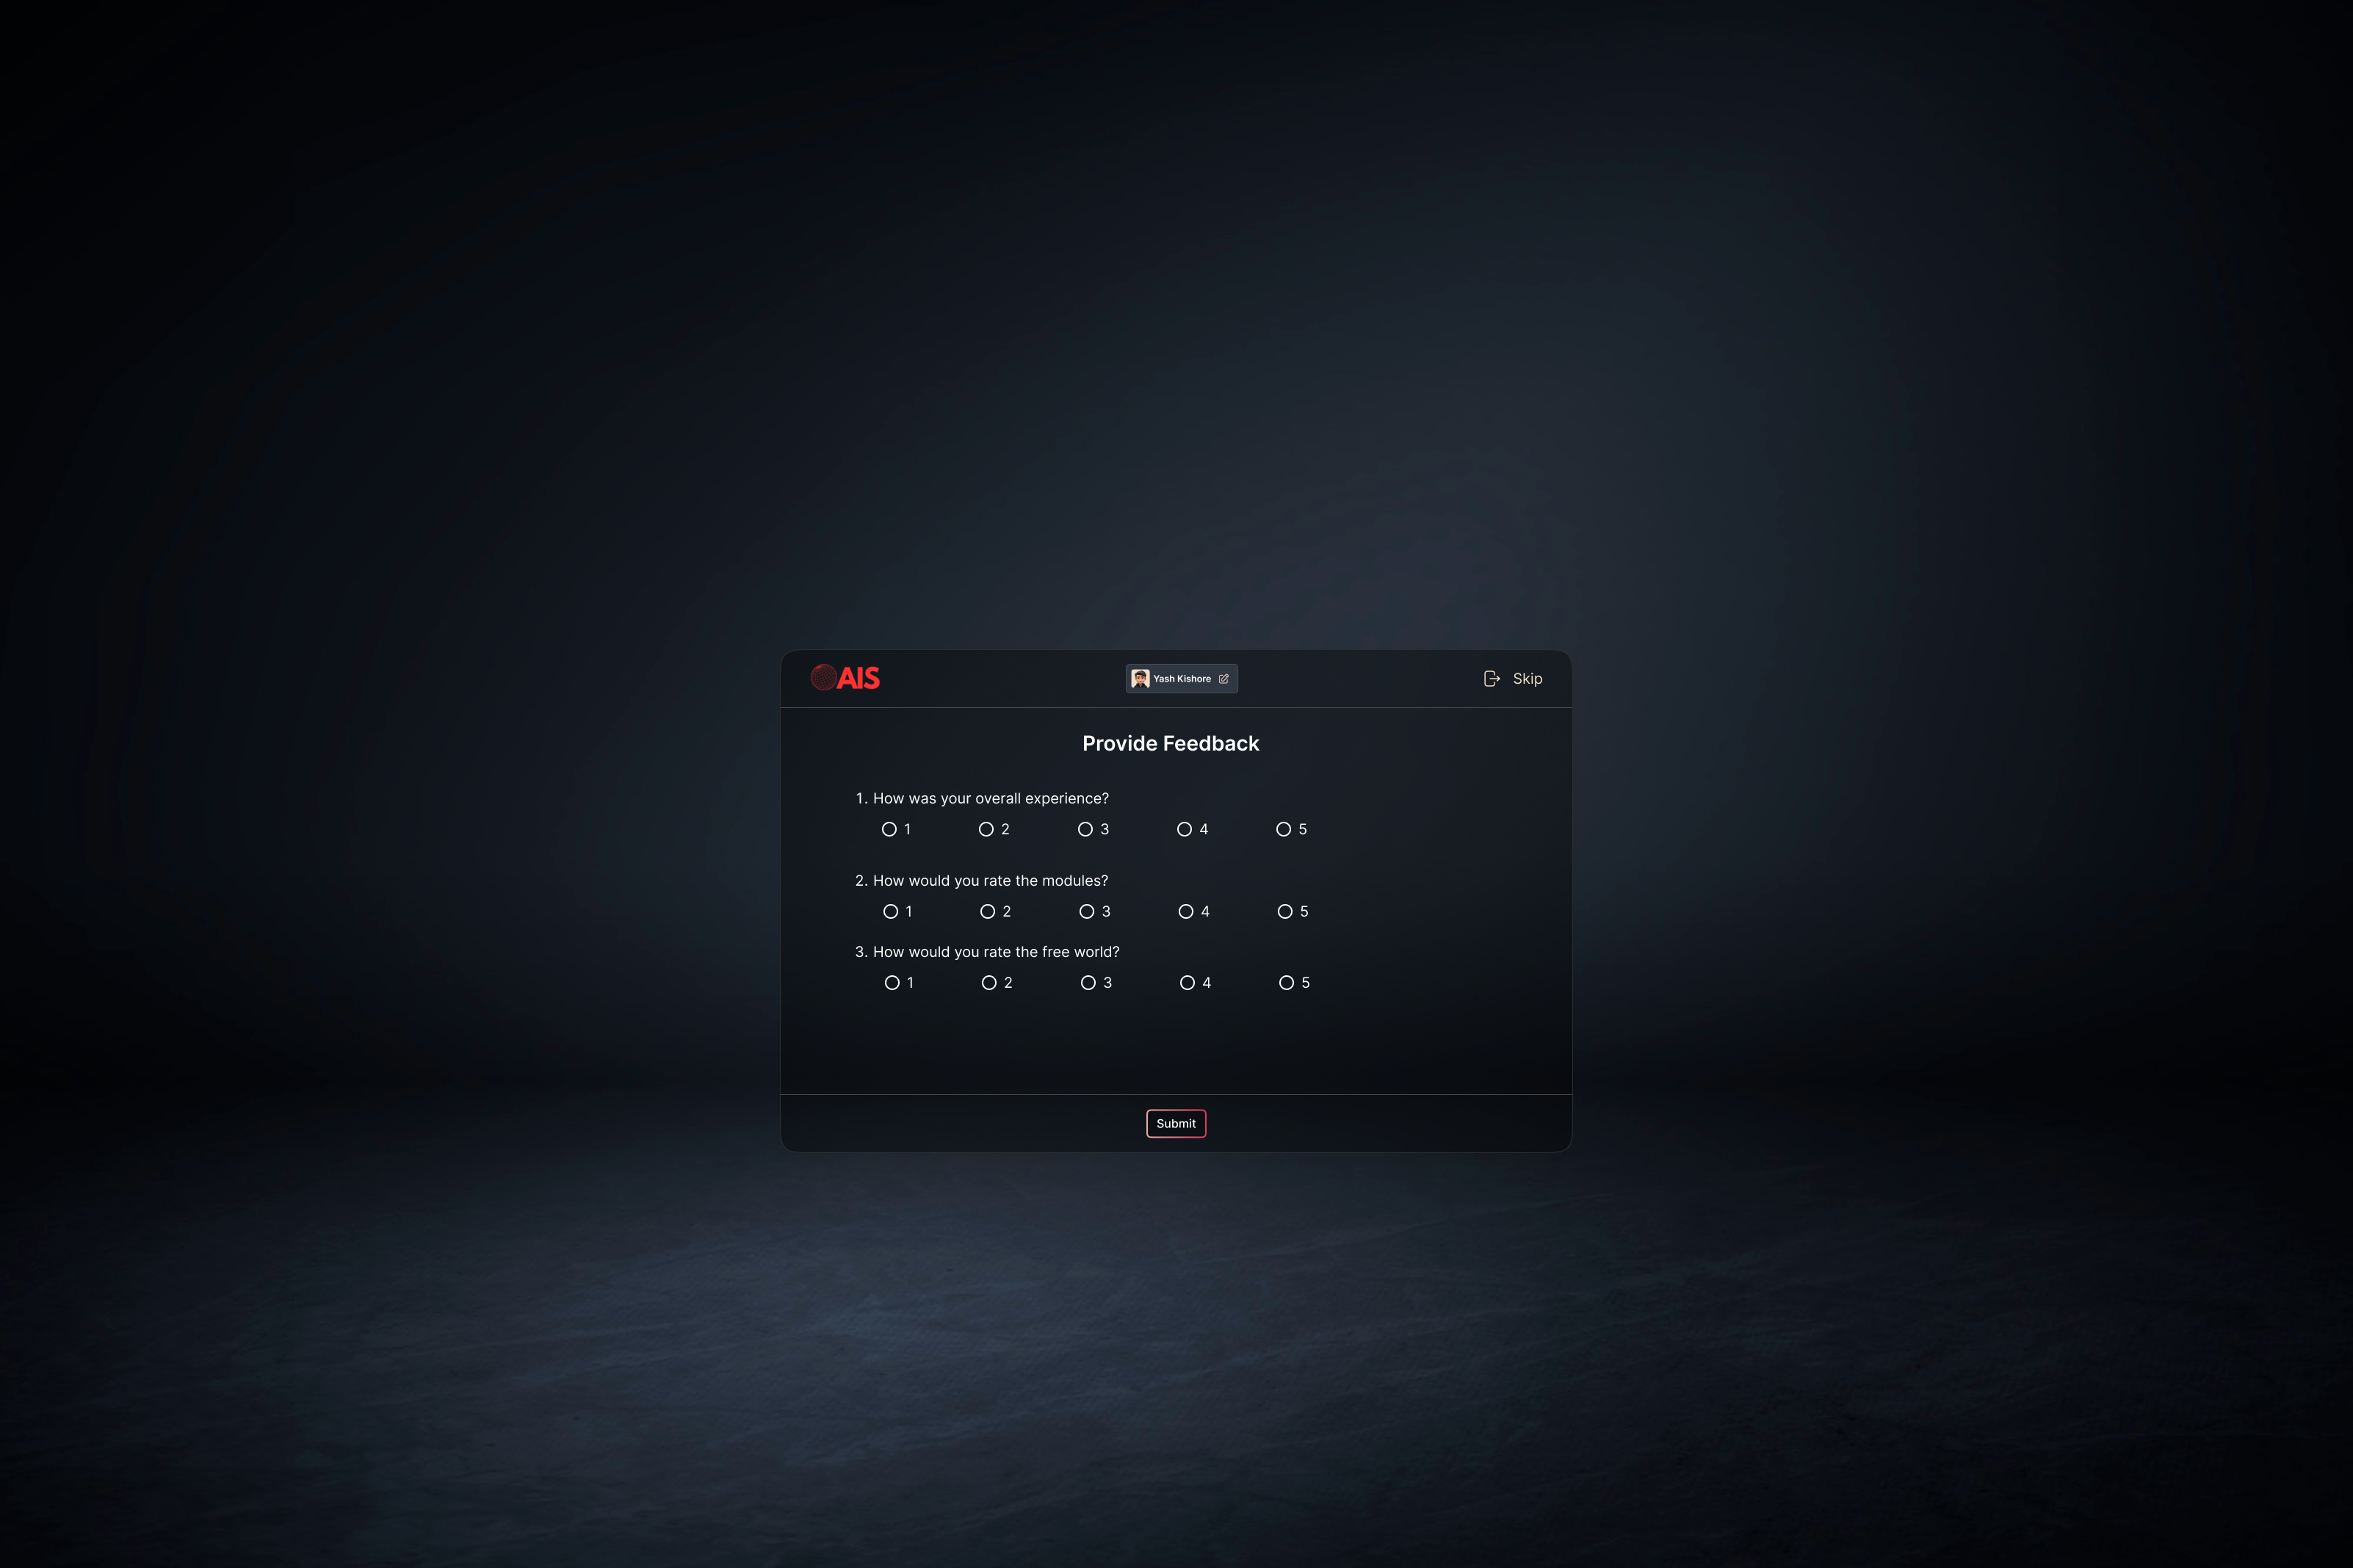 AIS
Yash Kishore
Skip
Provide Feedback
1. How was your overall experience?
1 2 3 4 5
2. How would you rate the modules?
1 2 3 4 5
3. How would you rate the free world?
1 2 3 4 5
Submit